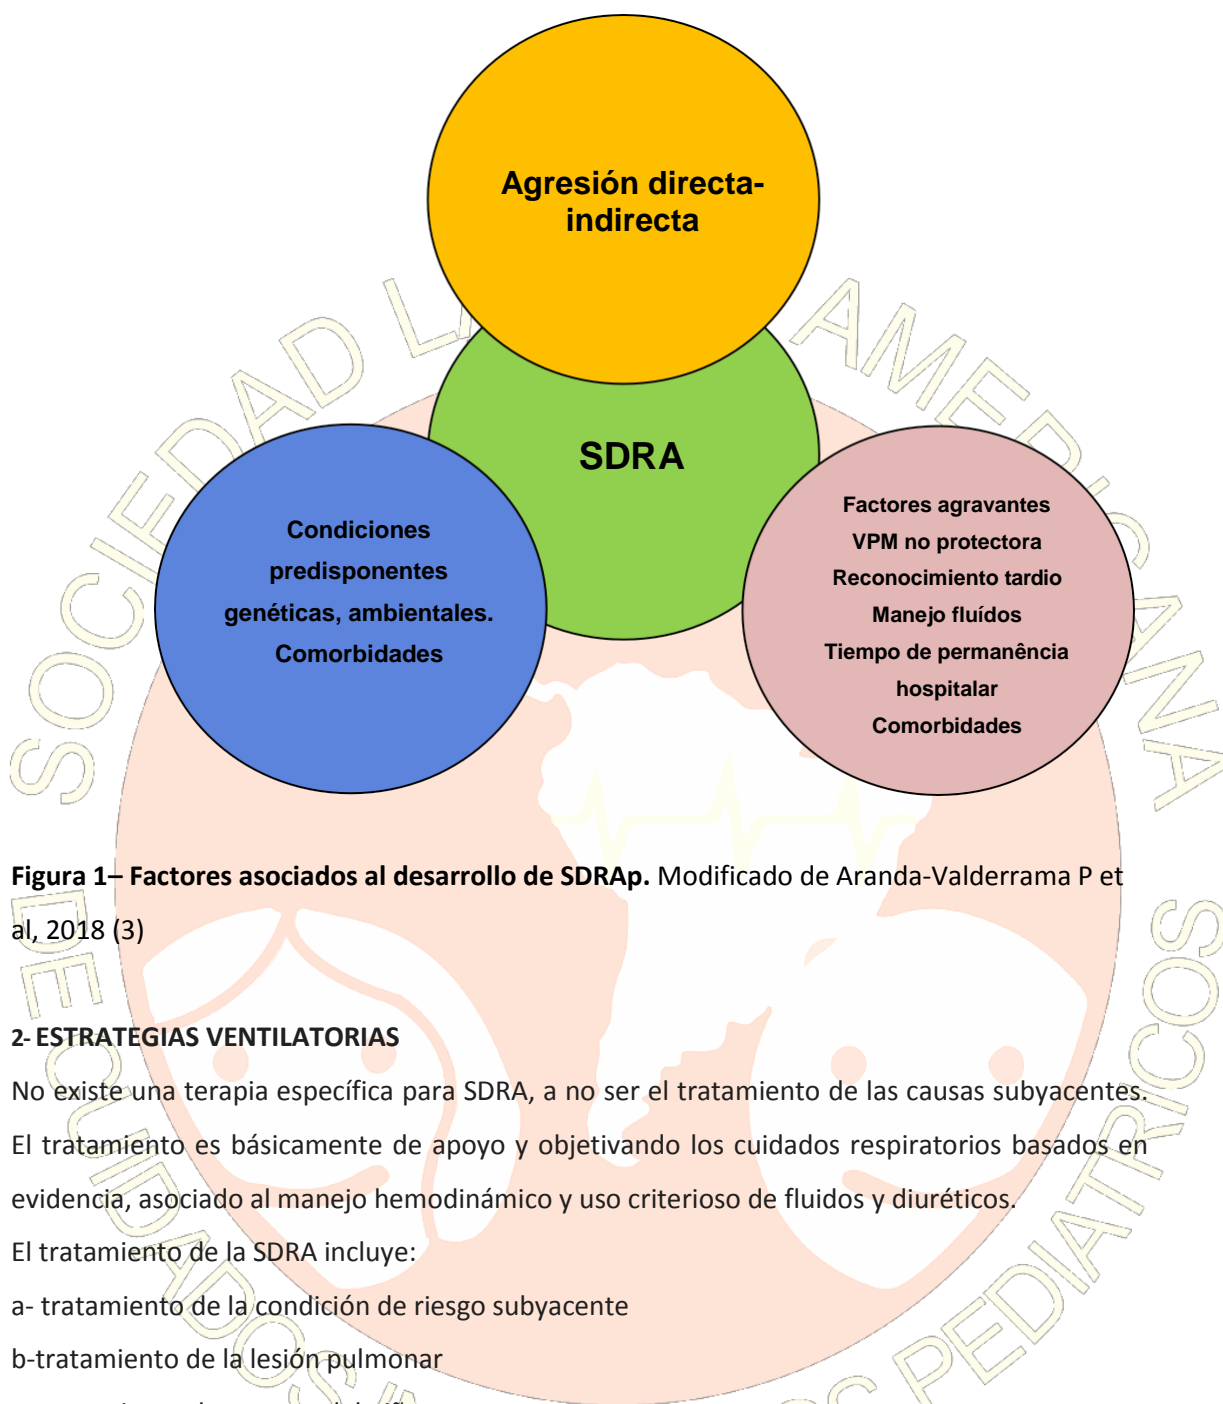 Agresión directa-
indirecta
SDRA
Condiciones
predisponentes
genéticas, ambientales.
Comorbidades
Factores agravantes
VPM no protectora
Reconocimiento tardio
Manejo fluídos
Tiempo de permanência
hospitalar
Comorbidades
Figura 1– Factores asociados al desarrollo de SDRAp. Modificado de Aranda-Valderrama P et
al, 2018 (3)
2- ESTRATEGIAS VENTILATORIAS
No existe una terapia específica para SDRA, a no ser el tratamiento de las causas subyacentes.
El tratamiento es básicamente de apoyo y objetivando los cuidados respiratorios basados en
evidencia, asociado al manejo hemodinámico y uso criterioso de fluidos y diuréticos.
El tratamiento de la SDRA incluye:
a- tratamiento de la condición de riesgo subyacente
b-tratamiento de la lesión pulmonar
SOCIEDAD AMERICANA
DE CUIDADOS PEDIATRICOS